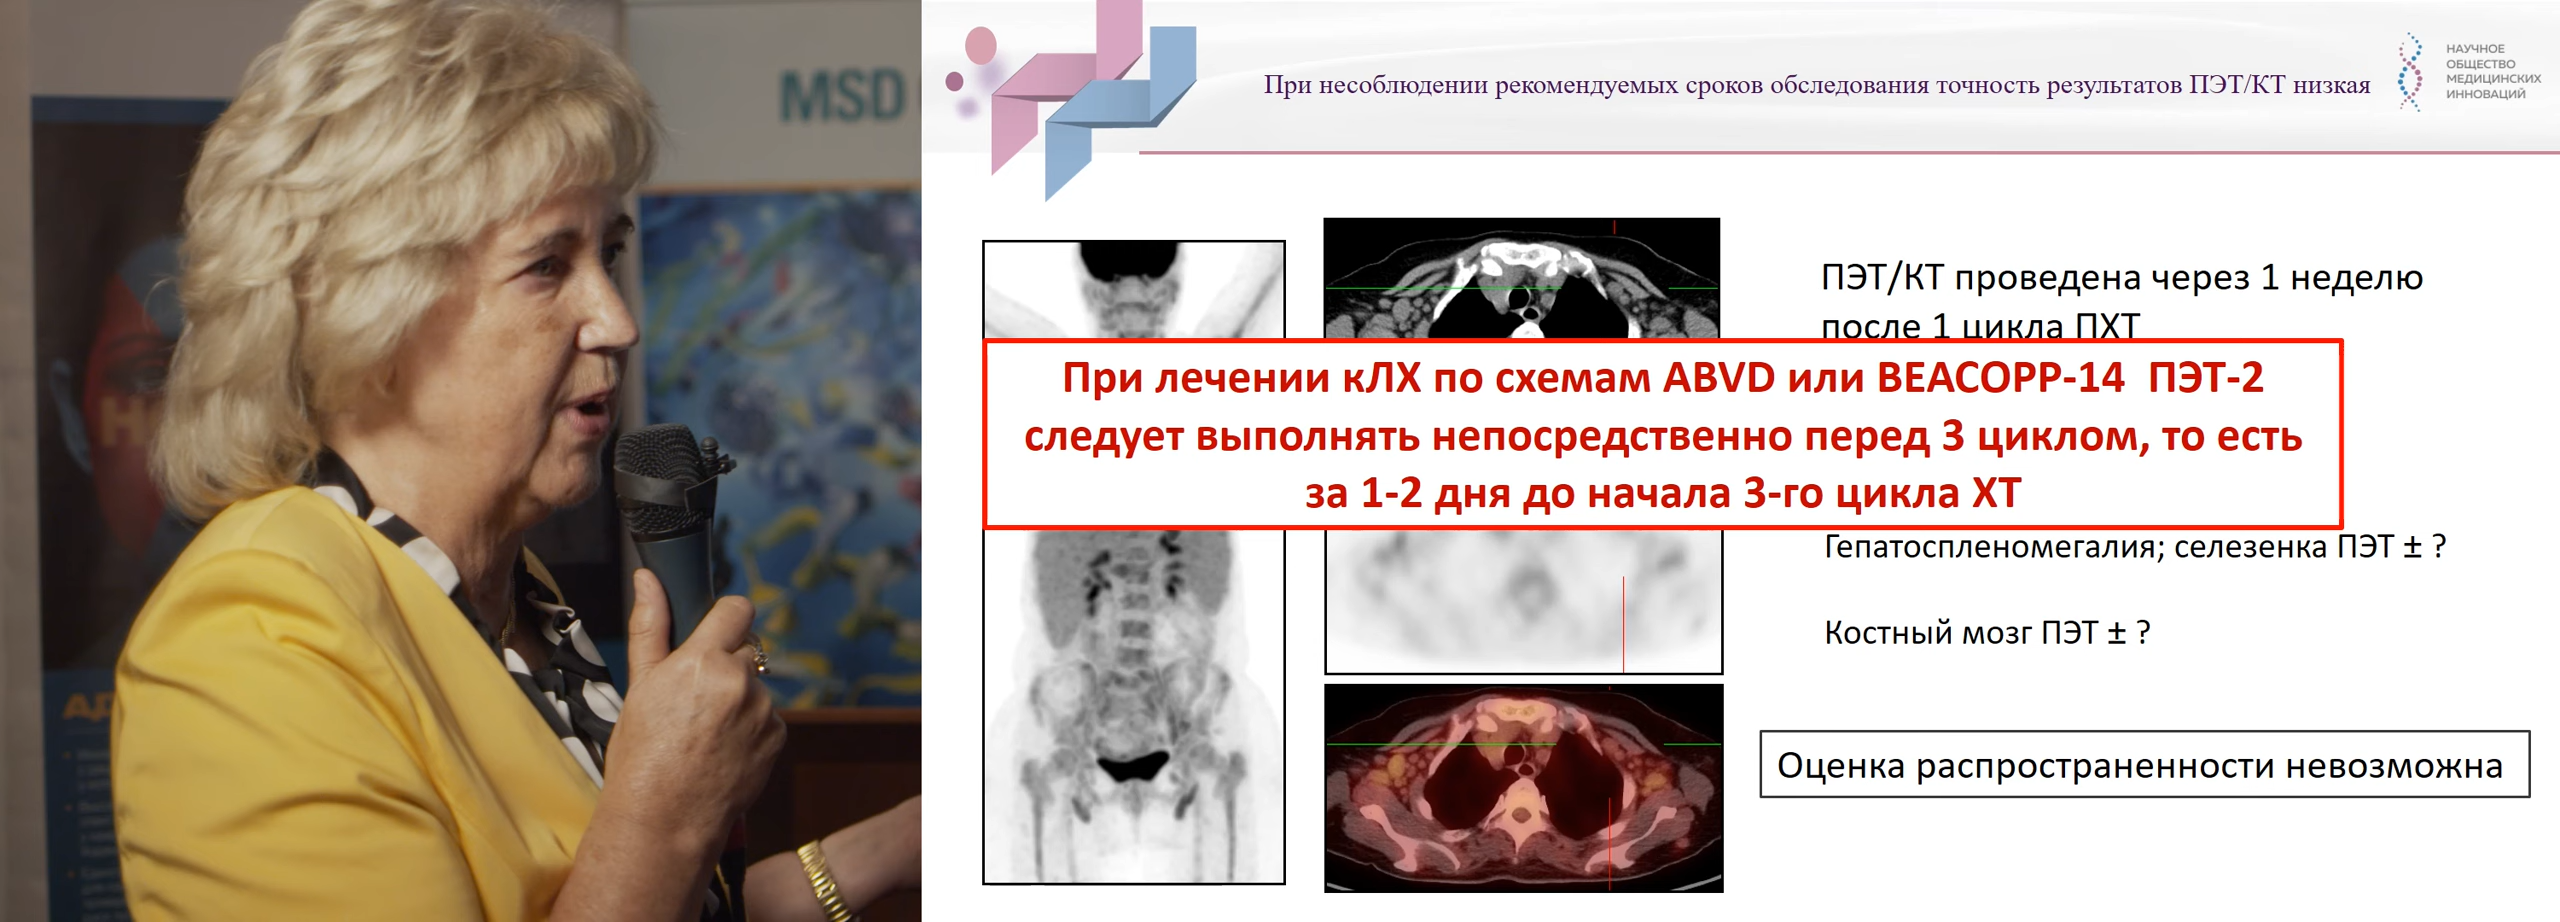 MSD
При несоблюдении рекомендуемых сроков обследования точность результатов ПЭТ/КТ низкая
НАУЧНОЕ
ОБЩЕСТВО
МЕДИЦИНСКИХ
ИННОВАЦИЙ
ПЭТ/КТ проведена через 1 неделю
после 1 цикла ПХТ
При лечении кЛХ по схемам ABVD или BEACOPP-14 ПЭТ-2
следует выполнять непосредственно перед 3 циклом, то есть
за 1-2 дня до начала 3-го цикла ХТ
Гепатоспленомегалия; селезенка ПЭТ ± ?
Костный мозг ПЭТ ± ?
Оценка распространенности невозможна